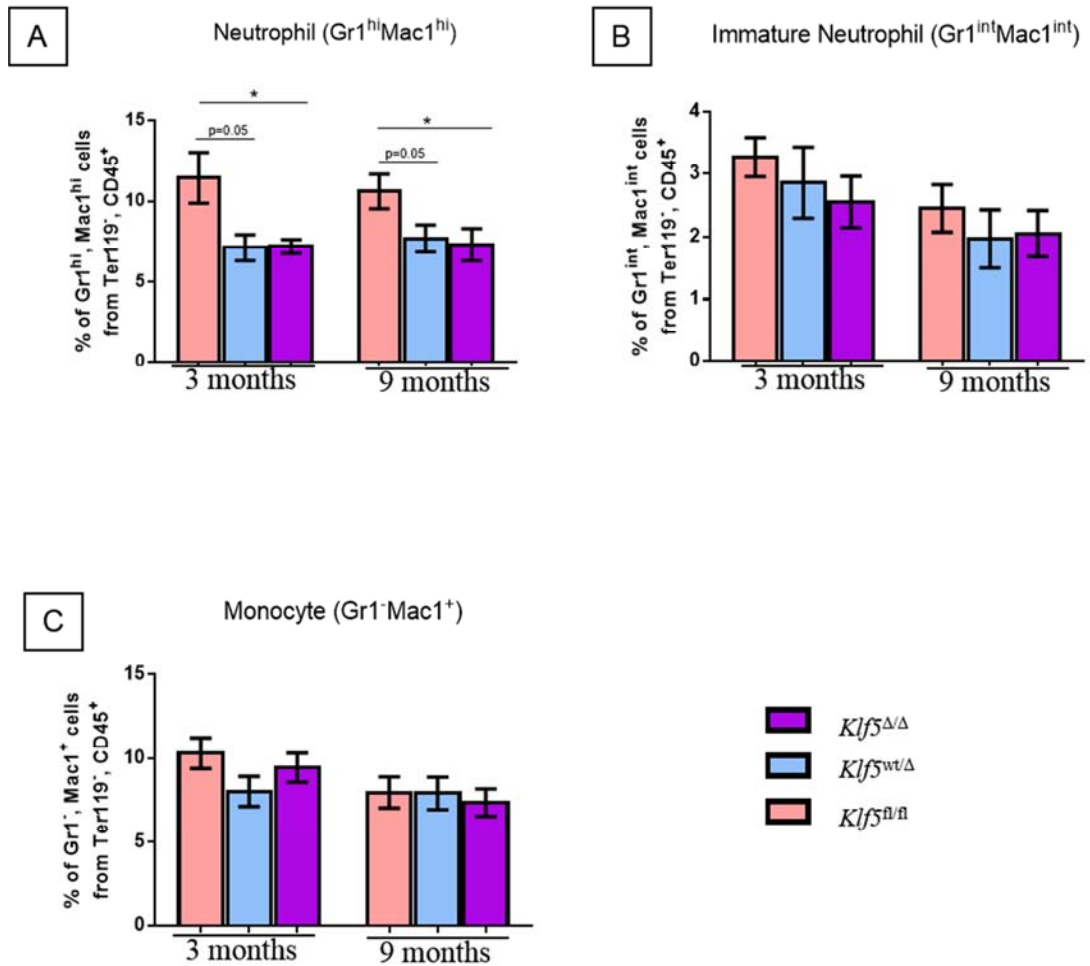 A
Neutrophil (Gr1hiMac1hi)
% of Gr1hi, Mac1hi cells
from Ter119-, CD45+
15
10
5
0
*
p=0.05
*
p=0.05
3 months
9 months
B
Immature Neutrophil (Gr1intMac1int)
% of Gr1int, Mac1int cells
from Ter119-, CD45+
4
3
2
1
0
3 months
9 months
C
Monocyte (Gr1-Mac1+)
% of Gr1-, Mac1+ cells
from Ter119-, CD45+
15
10
5
0
3 months
9 months
Klf5Δ/Δ
Klf5wt/Δ
Klf5fl/fl